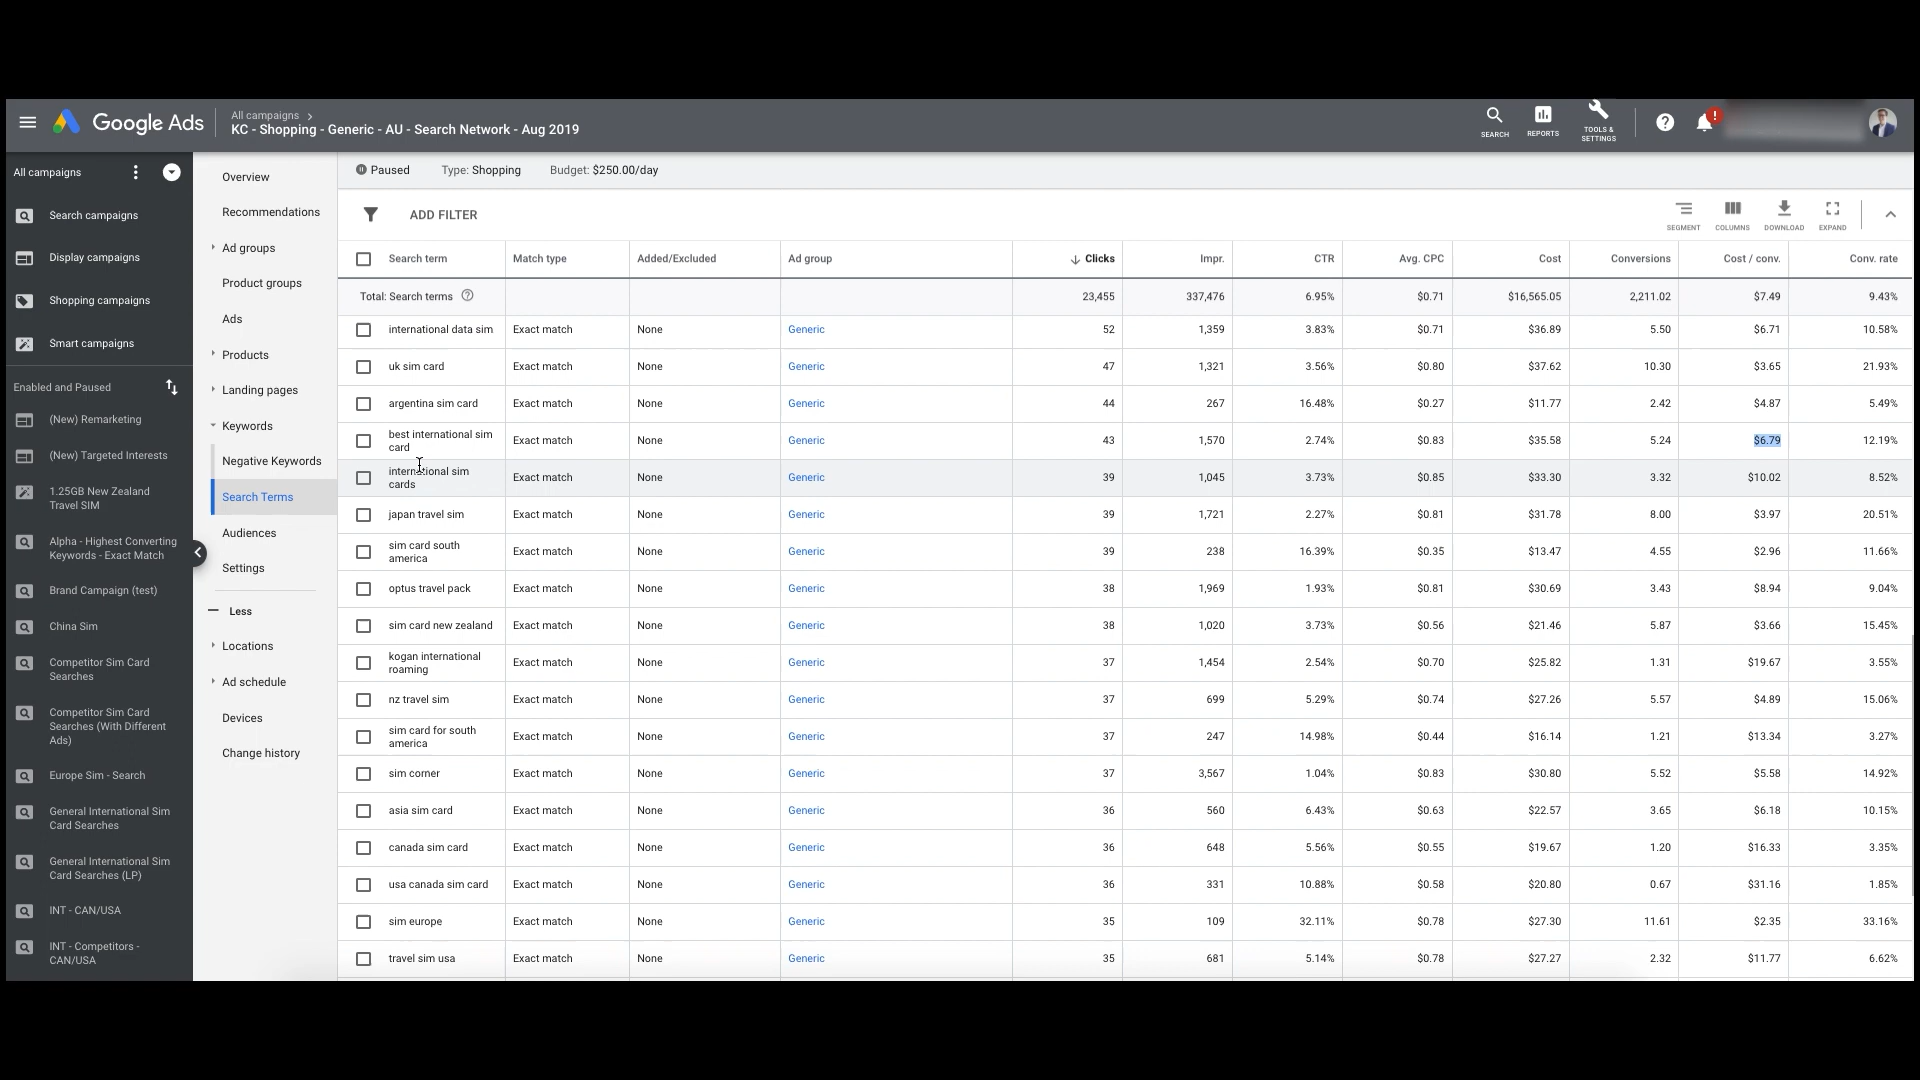 Google Ads
All campaigns
KC - Shopping - Generic - AU - Search Network - Aug 2019
SEARCH
REPORTS
TOOLS &
SETTINGS
!
All campaigns
Search campaigns
Display campaigns
Shopping campaigns
Smart campaigns
Enabled and Paused
(New) Remarketing
(New) Targeted Interests
1.25GB New Zealand
Travel SIM
Alpha - Highest Converting
Keywords - Exact Match
Brand Campaign (test)
China Sim
Competitor Sim Card
Searches
Competitor Sim Card
Searches (With Different
Ads)
Europe Sim - Search
General International Sim
Card Searches
General International Sim
Card Searches (LP)
INT - CAN/USA
INT - Competitors -
CAN/USA
Overview
Recommendations
Ad groups
Product groups
Ads
Products
Landing pages
Keywords
Negative Keywords
Search Terms
Audiences
Settings
Less
Locations
Ad schedule
Devices
Change history
Paused Type: Shopping Budget: $250.00/day
ADD FILTER
SEGMENT COLUMNS DOWNLOAD EXPAND
Search term Match type Added/Excluded Ad group Clicks Impr. CTR Avg. CPC Cost Conversions Cost / conv. Conv. rate
Total: Search terms 23,455 337,476 6.95% $0.71 $16,565.05 2,211.02 $7.49 9.43%
international data sim Exact match None Generic 52 1,359 3.83% $0.71 $36.89 5.50 $6.71 10.58%
uk sim card Exact match None Generic 47 1,321 3.56% $0.80 $37.62 10.30 $3.65 21.93%
argentina sim card Exact match None Generic 44 267 16.48% $0.27 $11.77 2.42 $4.87 5.49%
best international sim
card Exact match None Generic 43 1,570 2.74% $0.83 $35.58 5.24 $6.79 12.19%
international sim
cards Exact match None Generic 39 1,045 3.73% $0.85 $33.30 3.32 $10.02 8.52%
japan travel sim Exact match None Generic 39 1,721 2.27% $0.81 $31.78 8.00 $3.97 20.51%
sim card south
america Exact match None Generic 39 238 16.39% $0.35 $13.47 4.55 $2.96 11.66%
optus travel pack Exact match None Generic 38 1,969 1.93% $0.81 $30.69 3.43 $8.94 9.04%
sim card new zealand Exact match None Generic 38 1,020 3.73% $0.56 $21.46 5.87 $3.66 15.45%
kogan international
roaming Exact match None Generic 37 1,454 2.54% $0.70 $25.82 1.31 $19.67 3.55%
nz travel sim Exact match None Generic 37 699 5.29% $0.74 $27.26 5.57 $4.89 15.06%
sim card for south
america Exact match None Generic 37 247 14.98% $0.44 $16.14 1.21 $13.34 3.27%
sim corner Exact match None Generic 37 3,567 1.04% $0.83 $30.80 5.52 $5.58 14.92%
asia sim card Exact match None Generic 36 560 6.43% $0.63 $22.57 3.65 $6.18 10.15%
canada sim card Exact match None Generic 36 648 5.56% $0.55 $19.67 1.20 $16.33 3.35%
usa canada sim card Exact match None Generic 36 331 10.88% $0.58 $20.80 0.67 $31.16 1.85%
sim europe Exact match None Generic 35 109 32.11% $0.78 $27.30 11.61 $2.35 33.16%
travel sim usa Exact match None Generic 35 681 5.14% $0.78 $27.27 2.32 $11.77 6.62%